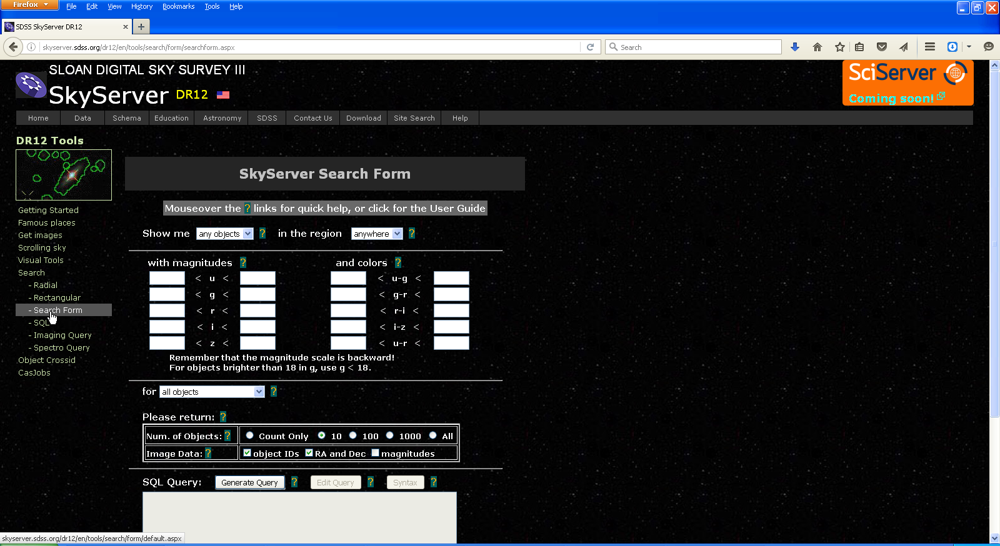 Firefox
File Edit View History Bookmarks Tools Help
SDSS SkyServer DR12
skyserver.sdss.org/dr12/en/tools/search/form/searchform.aspx
Search
SLOAN DIGITAL SKY SURVEY III
SkyServer DR12
SciServer
Coming soon!
Home Data Schema Education Astronomy SDSS Contact Us Download Site Search Help
DR12 Tools
Getting Started
Famous places
Get images
Scrolling sky
Visual Tools
Search
- Radial
- Rectangular
- Search Form
- SQL
- Imaging Query
- Spectro Query
Object Crossid
CasJobs
SkyServer Search Form
Mouseover the ? links for quick help, or click for the User Guide
Show me any objects ? in the region anywhere ?
with magnitudes ? and colors ?
< u < < u-g <
< g < < g-r <
< r < < r-i <
< i < < i-z <
< z < < u-r <
Remember that the magnitude scale is backward!
For objects brighter than 18 in g, use g < 18.
for all objects ?
Please return: ?
Num. of Objects: ? Count Only 10 100 1000 All
Image Data: ? object IDs RA and Dec magnitudes
SQL Query: Generate Query ? Edit Query ? Syntax ?
skyserver.sdss.org/dr12/en/tools/search/form/default.aspx